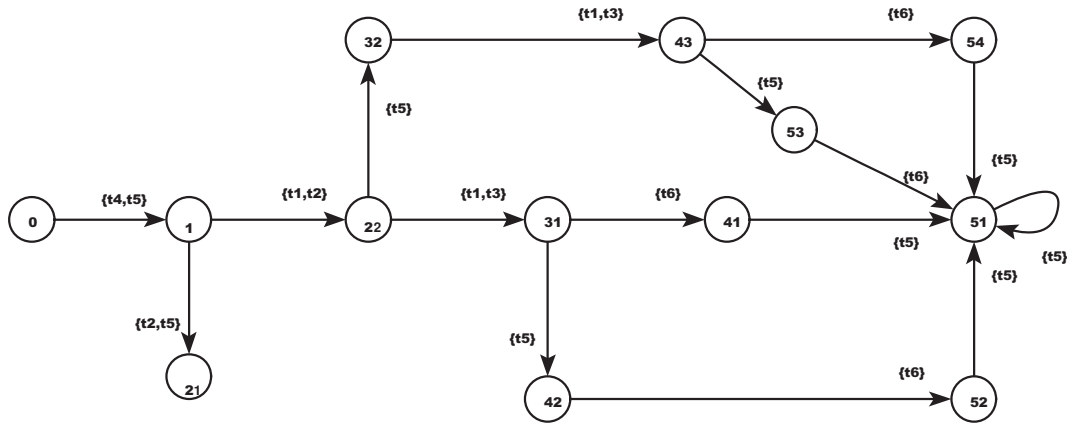 {t1,t3}
{t6}
32
43
54
{t5}
{t5}
53
{t5}
{t6}
{t4,t5}
{t1,t2}
{t1,t3}
{t6}
0
1
22
31
41
51
{t5}
{t5}
{t5}
{t2,t5}
{t5}
21
{t6}
42
52